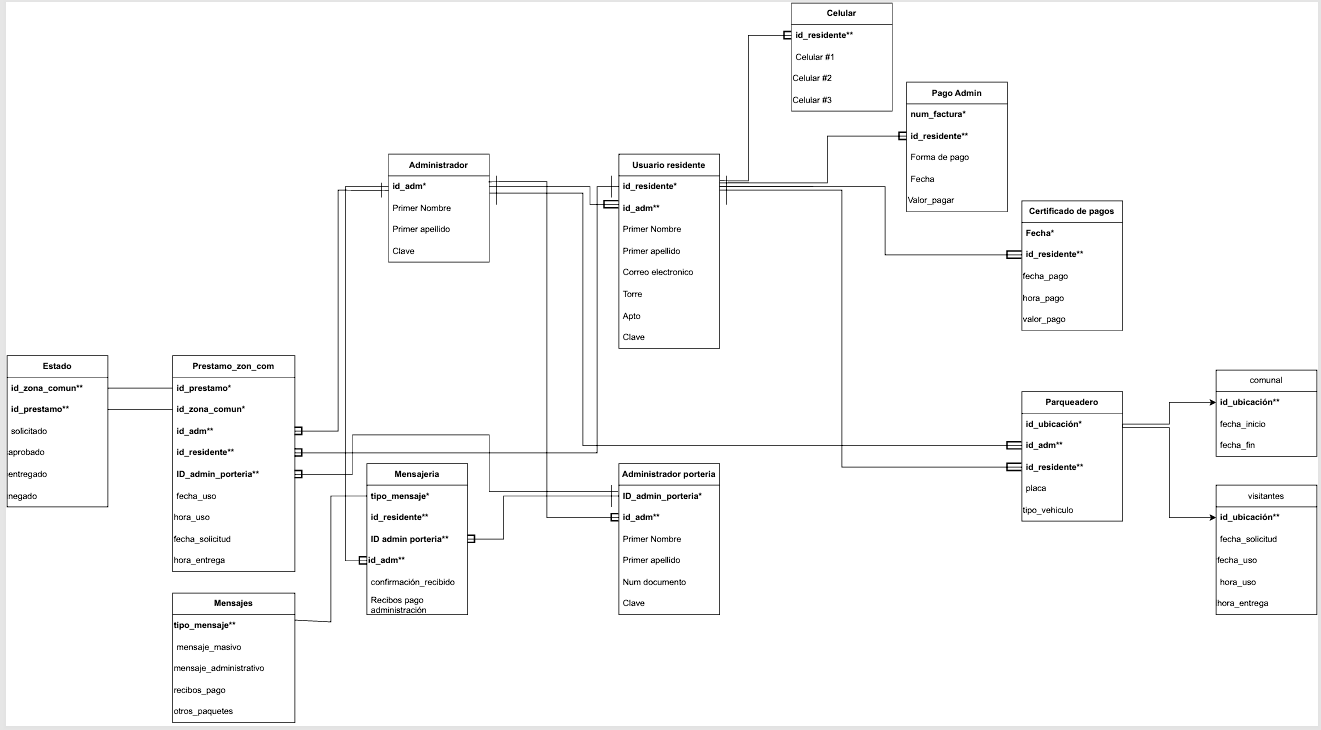 Celular
id_residente**
Celular #1
Celular #2
Celular #3
Pago Admin
num_factura*
id_residente**
Forma de pago
Fecha
Valor_pagar
Administrador
id_adm*
Primer Nombre
Primer apellido
Clave
Usuario residente
id_residente*
id_adm**
Primer Nombre
Primer apellido
Correo electronico
Torre
Apto
Clave
Certificado de pagos
Fecha*
id_residente**
fecha_pago
hora_pago
valor_pago
Estado
id_zona_comun**
id_prestamo**
solicitado
aprobado
entregado
negado
Prestamo_zon_com
id_prestamo*
id_zona_comun*
id_adm**
id_residente**
ID_admin_porteria**
fecha_uso
hora_uso
fecha_solicitud
hora_entrega
Mensajeria
tipo_mensaje*
id_residente**
ID admin porteria**
id_adm**
confirmación_recibido
Recibos pago
administración
Administrador porteria
ID_admin_porteria*
id_adm**
Primer Nombre
Primer apellido
Num documento
Clave
Parqueadero
id_ubicación*
id_adm**
id_residente**
placa
tipo_vehiculo
comunal
id_ubicación**
fecha_inicio
fecha_fin
visitantes
id_ubicación**
fecha_solicitud
fecha_uso
hora_uso
hora_entrega
Mensajes
tipo_mensaje**
mensaje_masivo
mensaje_administrativo
recibos_pago
otros_paquetes